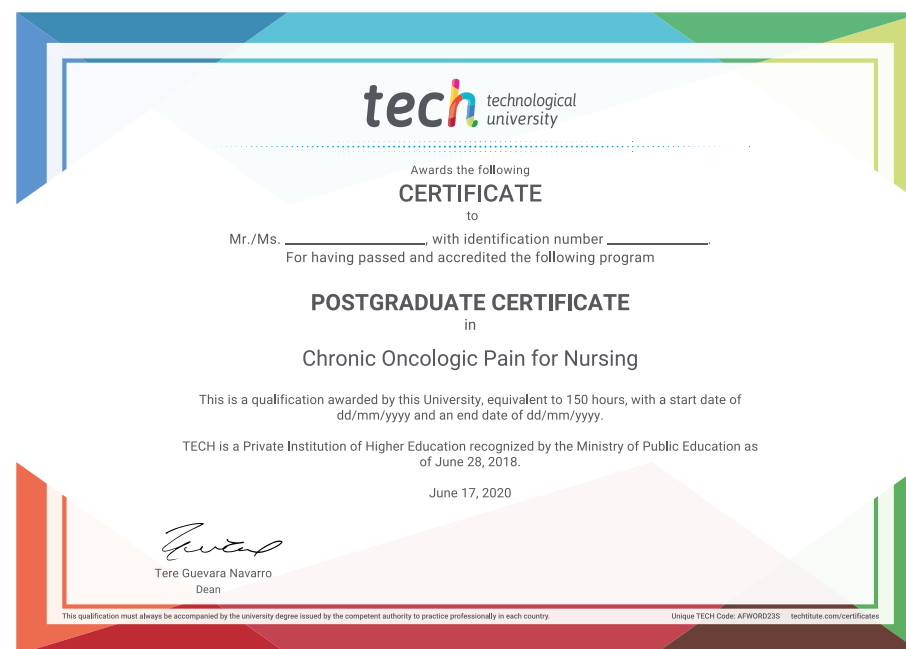 tech technological
university
Awards the following
CERTIFICATE
to
Mr./Ms. ____________________, with identification number ______________.
For having passed and accredited the following program
POSTGRADUATE CERTIFICATE
in
Chronic Oncologic Pain for Nursing
This is a qualification awarded by this University, equivalent to 150 hours, with a start date of
dd/mm/yyyy and an end date of dd/mm/yyyy.
TECH is a Private Institution of Higher Education recognized by the Ministry of Public Education as
of June 28, 2018.
June 17, 2020
Tere Guevara Navarro
Dean
This qualification must always be accompanied by the university degree issued by the competent authority to practice professionally in each country.
Unique TECH Code: AFWORD23S techtitute.com/certificates